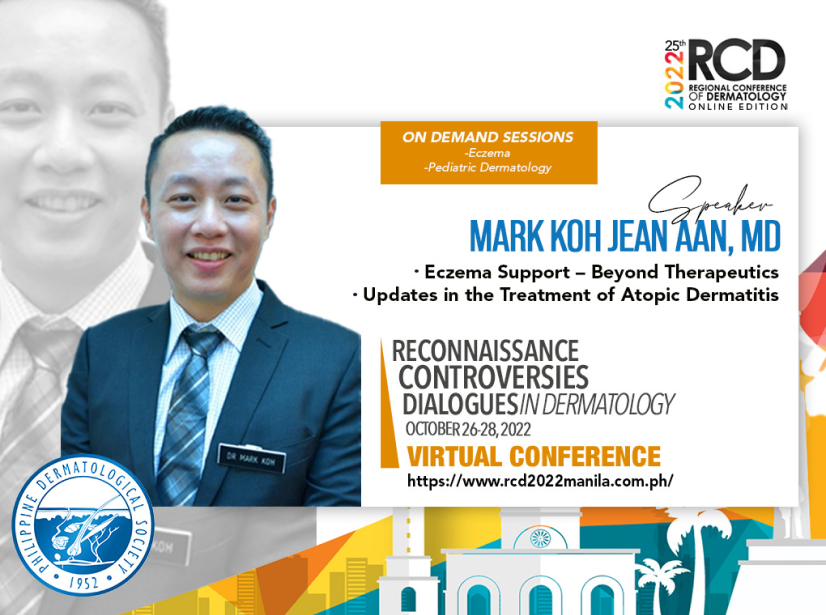 25th
2022
RCD
REGIONAL CONFERENCE
OF DERMATOLOGY
ONLINE EDITION
ON DEMAND SESSIONS
-Eczema
-Pediatric Dermatology
Speaker
MARK KOH JEAN AAN, MD
· Eczema Support – Beyond Therapeutics
· Updates in the Treatment of Atopic Dermatitis
RECONNAISSANCE
CONTROVERSIES
DIALOGUES IN DERMATOLOGY
OCTOBER 26-28, 2022
VIRTUAL CONFERENCE
https://www.rcd2022manila.com.ph/
DR MARK KOH
KOH
PHILIPPINE DERMATOLOGICAL SOCIETY
• 1952 •